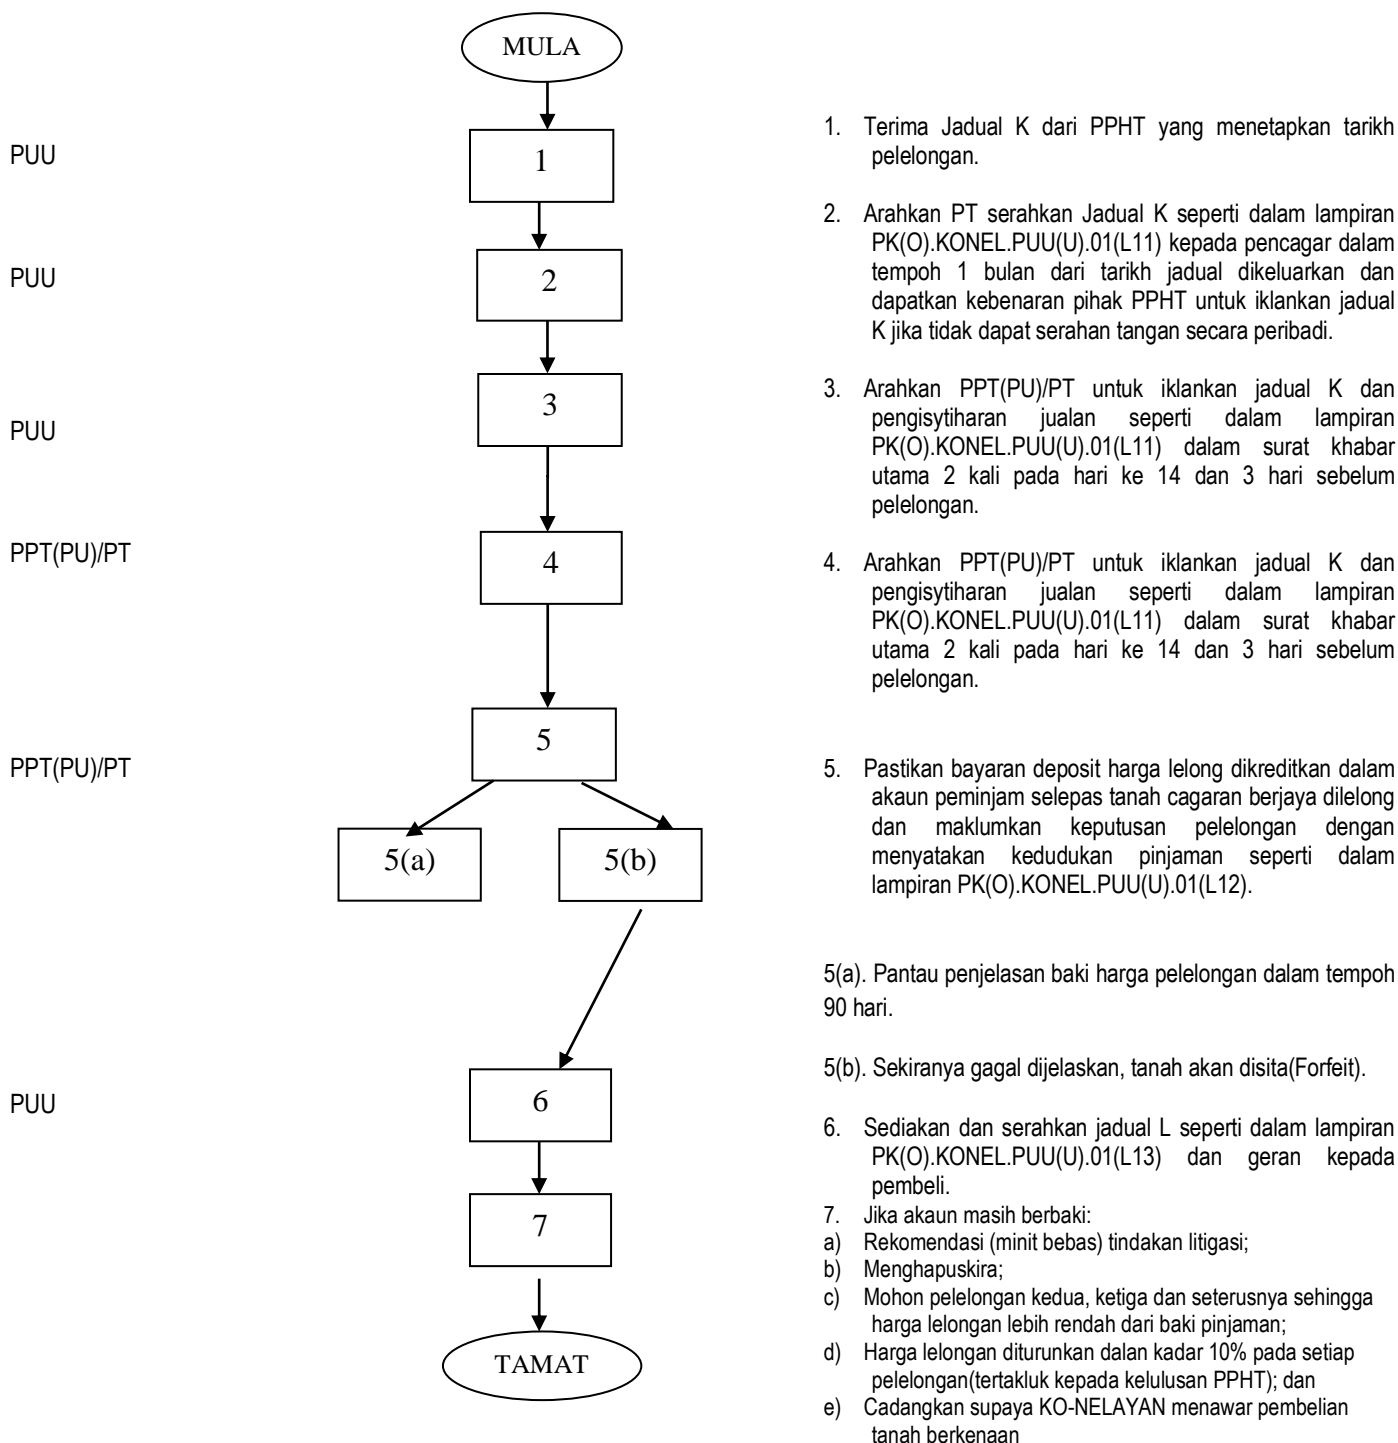 MULA
PUU
1
1. Terima Jadual K dari PPHT yang menetapkan tarikh
pelelongan.
PUU
2
2. Arahkan PT serahkan Jadual K seperti dalam lampiran
PK(O).KONEL.PUU(U).01(L11) kepada pencagar dalam
tempoh 1 bulan dari tarikh jadual dikeluarkan dan
dapatkan kebenaran pihak PPHT untuk iklankan jadual
K jika tidak dapat serahan tangan secara peribadi.
PUU
3
3. Arahkan PPT(PU)/PT untuk iklankan jadual K dan
pengisytiharan jualan seperti dalam lampiran
PK(O).KONEL.PUU(U).01(L11) dalam surat khabar
utama 2 kali pada hari ke 14 dan 3 hari sebelum
pelelongan.
PPT(PU)/PT
4
4. Arahkan PPT(PU)/PT untuk iklankan jadual K dan
pengisytiharan jualan seperti dalam lampiran
PK(O).KONEL.PUU(U).01(L11) dalam surat khabar
utama 2 kali pada hari ke 14 dan 3 hari sebelum
pelelongan.
PPT(PU)/PT
5
5. Pastikan bayaran deposit harga lelong dikreditkan dalam
akaun peminjam selepas tanah cagaran berjaya dilelong
dan maklumkan keputusan pelelongan dengan
menyatakan kedudukan pinjaman seperti dalam
lampiran PK(O).KONEL.PUU(U).01(L12).
5(a)
5(b)
5(a). Pantau penjelasan baki harga pelelongan dalam tempoh
90 hari.
5(b). Sekiranya gagal dijelaskan, tanah akan disita(Forfeit).
PUU
6
6. Sediakan dan serahkan jadual L seperti dalam lampiran
PK(O).KONEL.PUU(U).01(L13) dan geran kepada
pembeli.
7
7. Jika akaun masih berbaki:
a) Rekomendasi (minit bebas) tindakan litigasi;
b) Menghapuskira;
c) Mohon pelelongan kedua, ketiga dan seterusnya sehingga
harga lelongan lebih rendah dari baki pinjaman;
d) Harga lelongan diturunkan dalan kadar 10% pada setiap
pelelongan(tertakluk kepada kelulusan PPHT); dan
e) Cadangkan supaya KO-NELAYAN menawar pembelian
tanah berkenaan
TAMAT